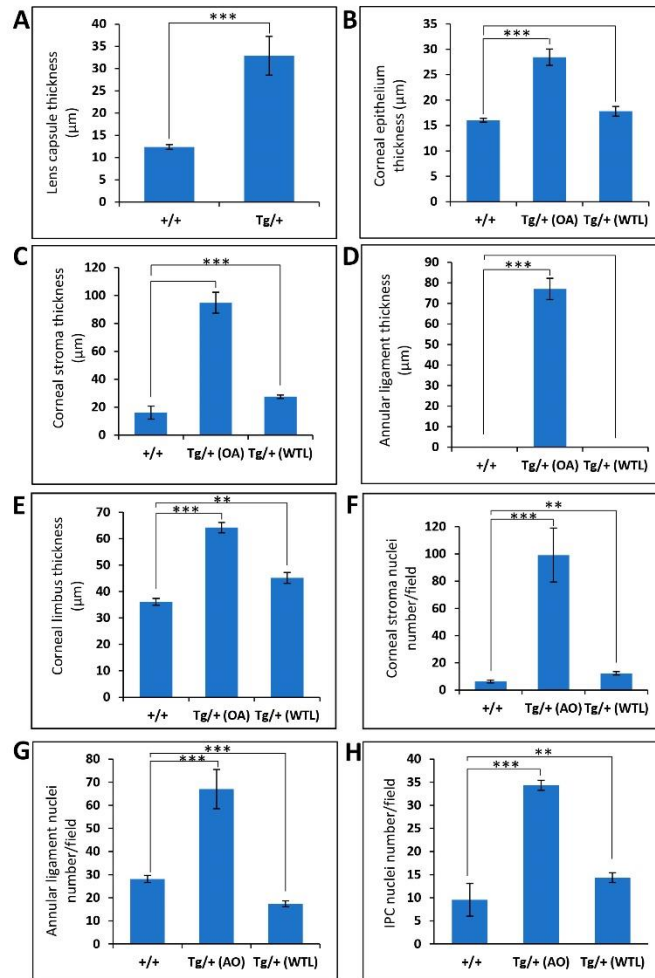 A
Lens capsule thickness
(µm)
40
35
30
25
20
15
10
5
0
***
+/+
Tg/+
B
Corneal epithelium
thickness (µm)
35
30
25
20
15
10
5
0
***
+/+
Tg/+ (OA)
Tg/+ (WTL)
C
Corneal stroma thickness
(µm)
120
100
80
60
40
20
0
***
+/+
Tg/+ (OA)
Tg/+ (WTL)
D
Annular ligament thickness
(µm)
90
80
70
60
50
40
30
20
10
0
***
+/+
Tg/+ (OA)
Tg/+ (WTL)
E
Corneal limbus thickness
(µm)
70
60
50
40
30
20
10
0
**
***
+/+
Tg/+ (OA)
Tg/+ (WTL)
F
Corneal stroma nuclei
number/field
120
100
80
60
40
20
0
**
***
+/+
Tg/+ (AO)
Tg/+ (WTL)
G
Annular ligament nuclei
number/field
80
70
60
50
40
30
20
10
0
***
***
+/+
Tg/+ (AO)
Tg/+ (WTL)
H
IPC nuclei number/field
40
35
30
25
20
15
10
5
0
**
***
+/+
Tg/+ (AO)
Tg/+ (WTL)